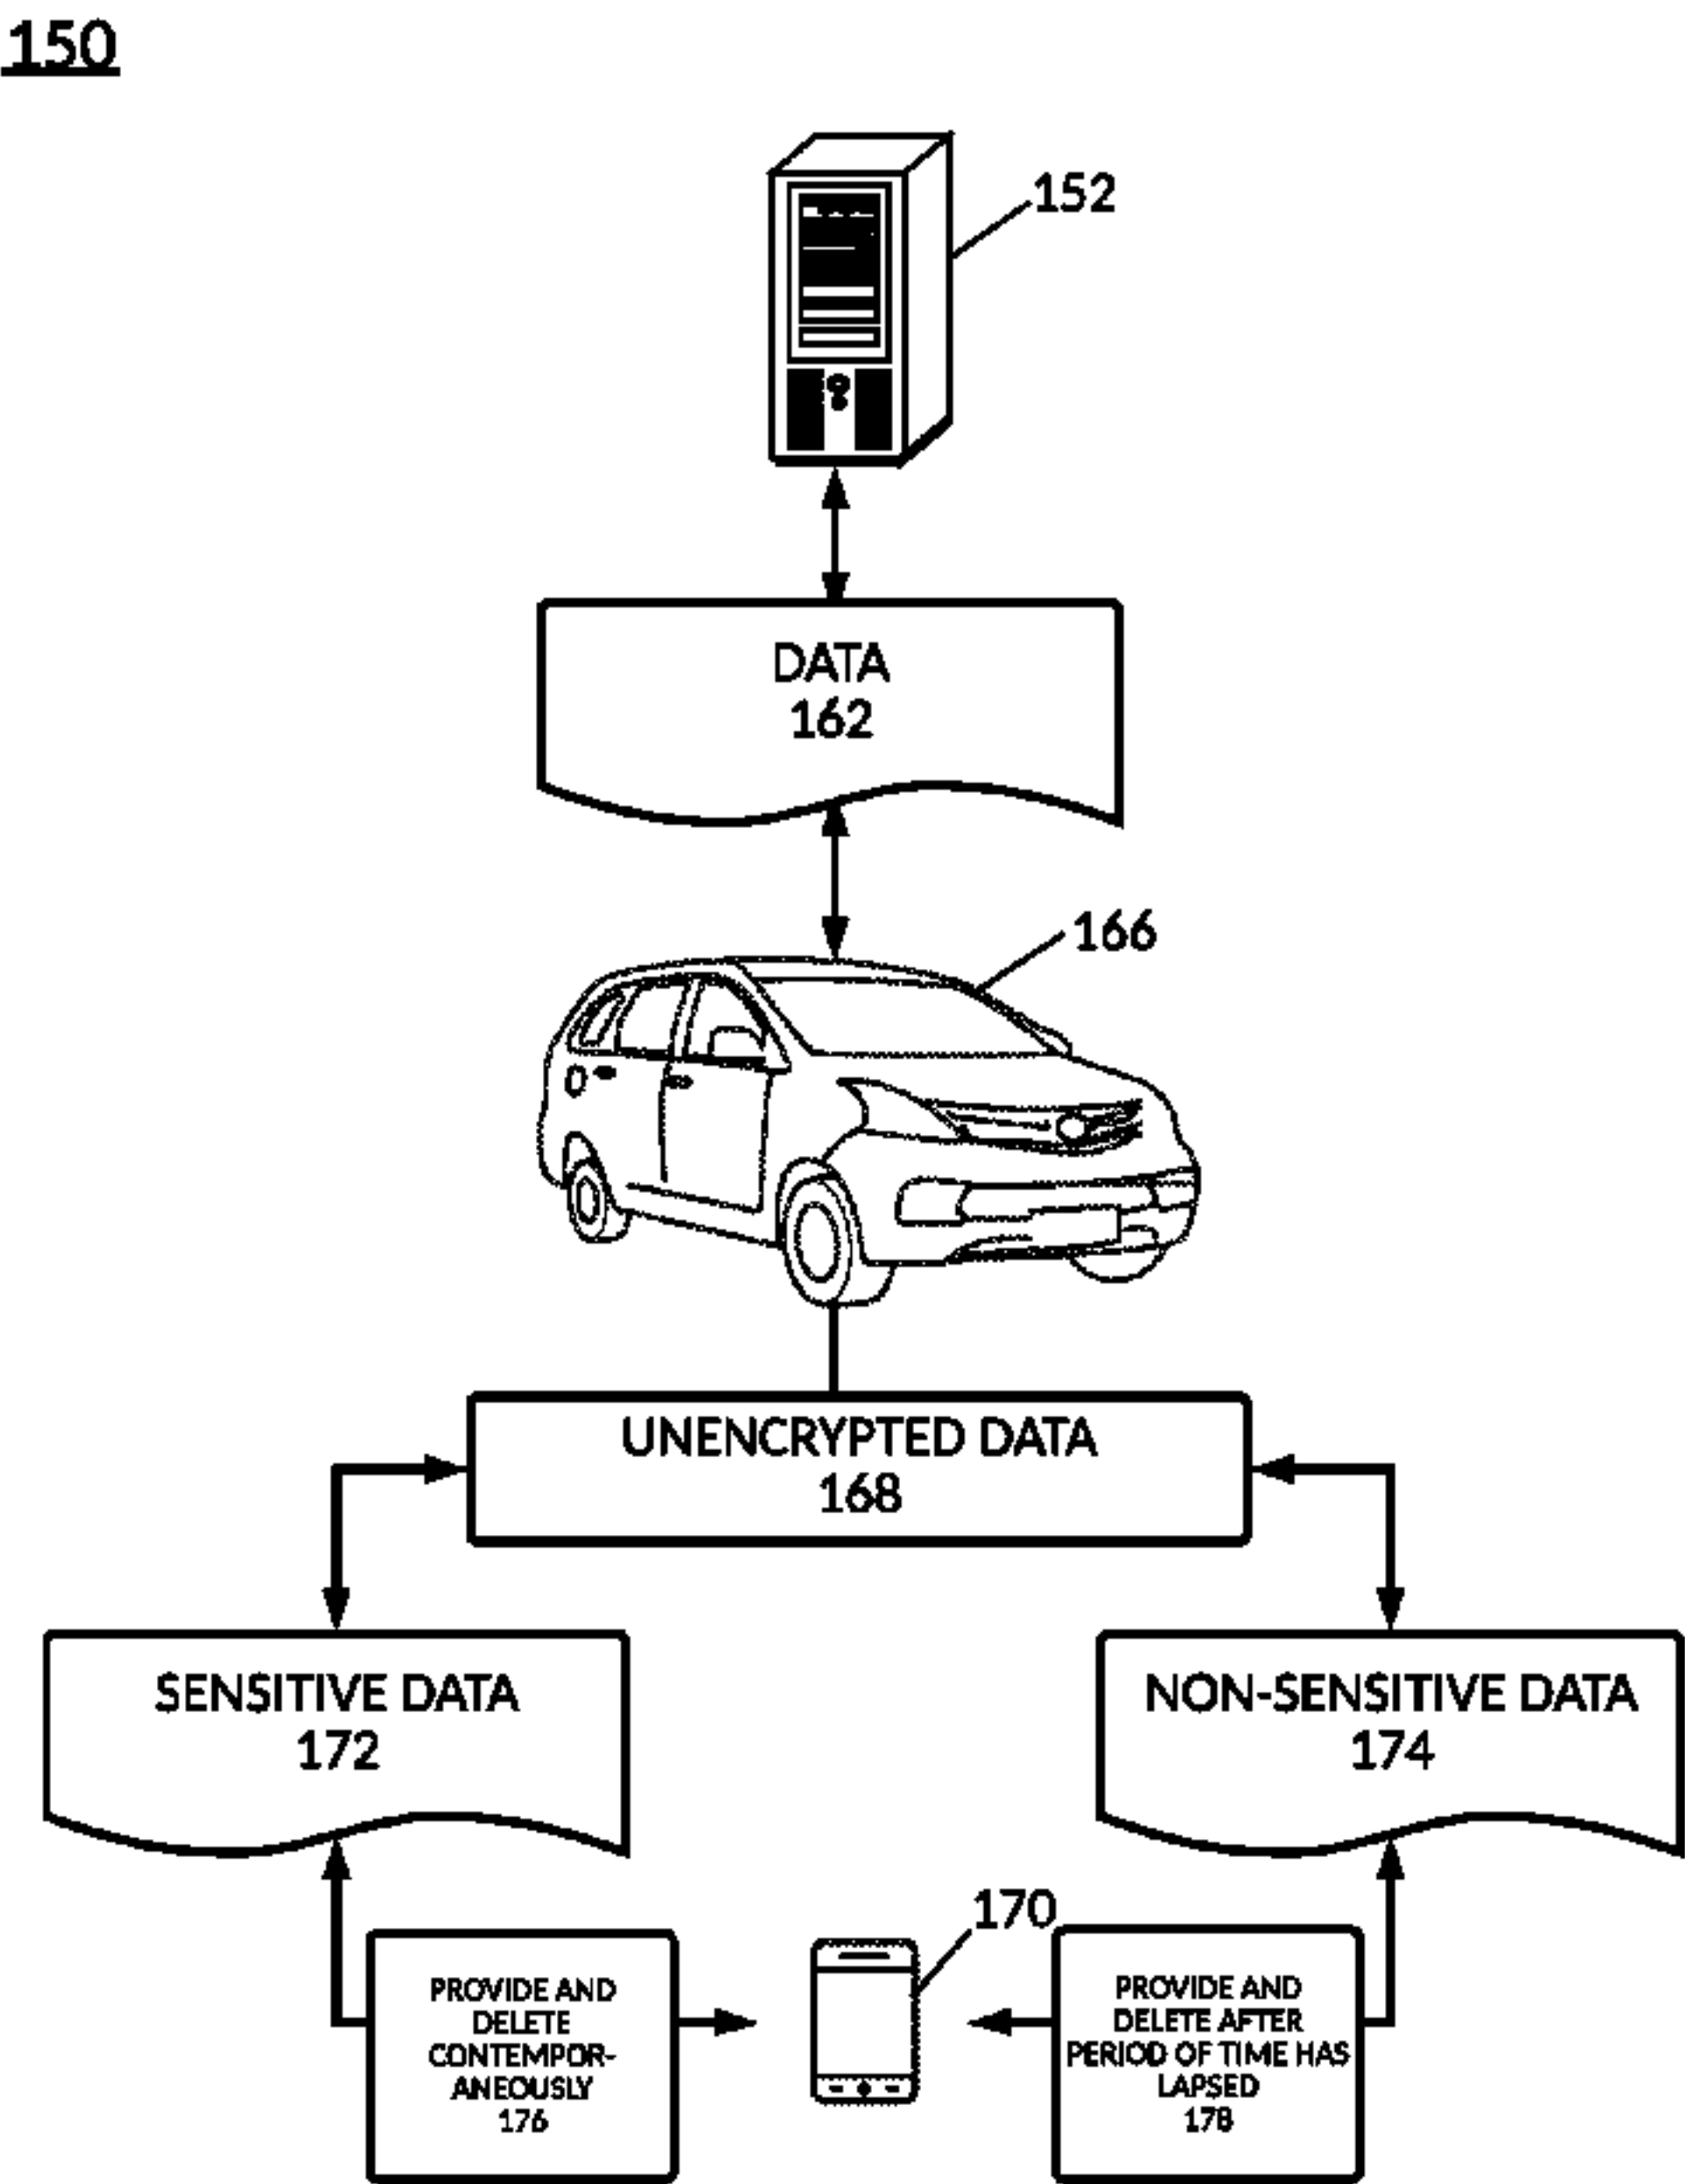 150
152
DATA
162
166
UNENCRYPTED DATA
168
SENSITIVE DATA
172
NON-SENSITIVE DATA
174
170
PROVIDE AND
DELETE
CONTEMPOR-
ANEOUSLY
176
PROVIDE AND
DELETE AFTER
PERIOD OF TIME HAS
LAPSED
178